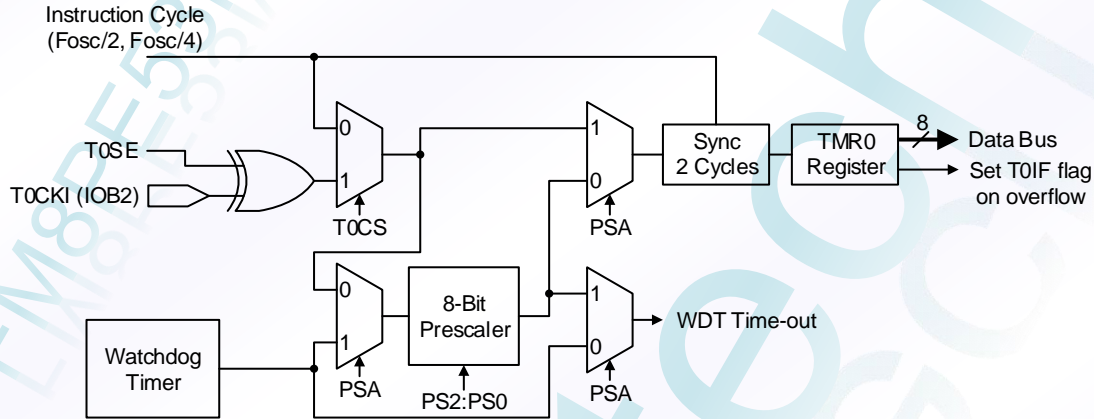 Instruction Cycle
(Fosc/2, Fosc/4)
T0SE
T0CKI (IOB2)
0
1
T0CS
1
0
PSA
Sync
2 Cycles
TMR0
Register
8
Data Bus
Set T0IF flag
on overflow
Watchdog
Timer
0
1
PSA
8-Bit
Prescaler
PS2:PS0
1
0
PSA
WDT Time-out